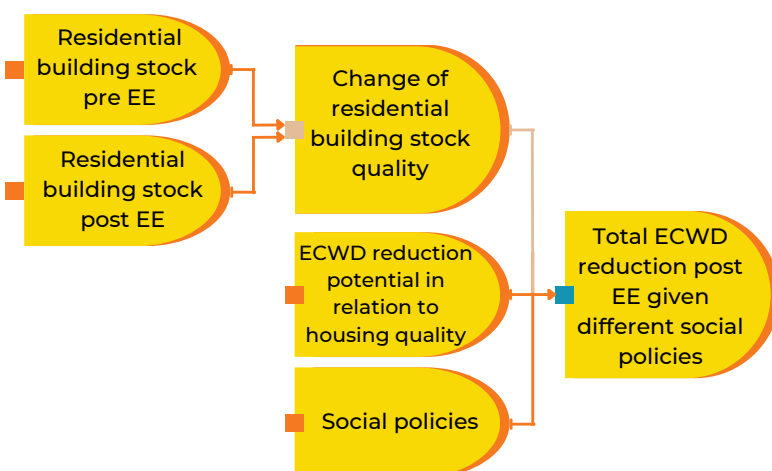 Residential
building stock
pre EE
Residential
building stock
post EE
Change of
residential
building stock
quality
ECWD reduction
potential in
relation to
housing quality
Social policies
Total ECWD
reduction post
EE given
different social
policies